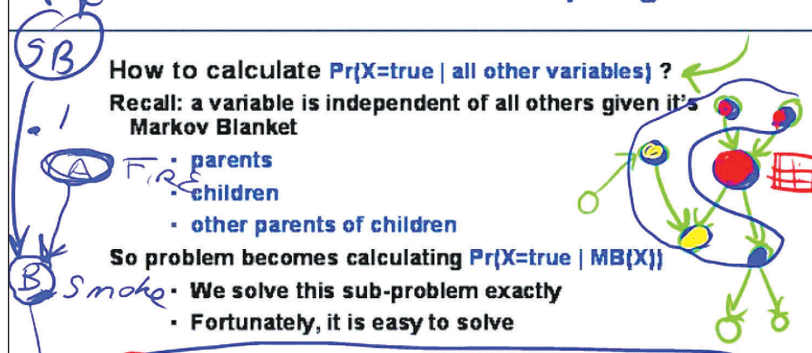 SB
How to calculate Pr(X=true | all other variables) ?
Recall: a variable is independent of all others given it's
Markov Blanket
.1
A FIRE
▪ parents
▪ children
▪ other parents of children
So problem becomes calculating Pr(X=true | MB(X))
B Smoke
▪ We solve this sub-problem exactly
▪ Fortunately, it is easy to solve